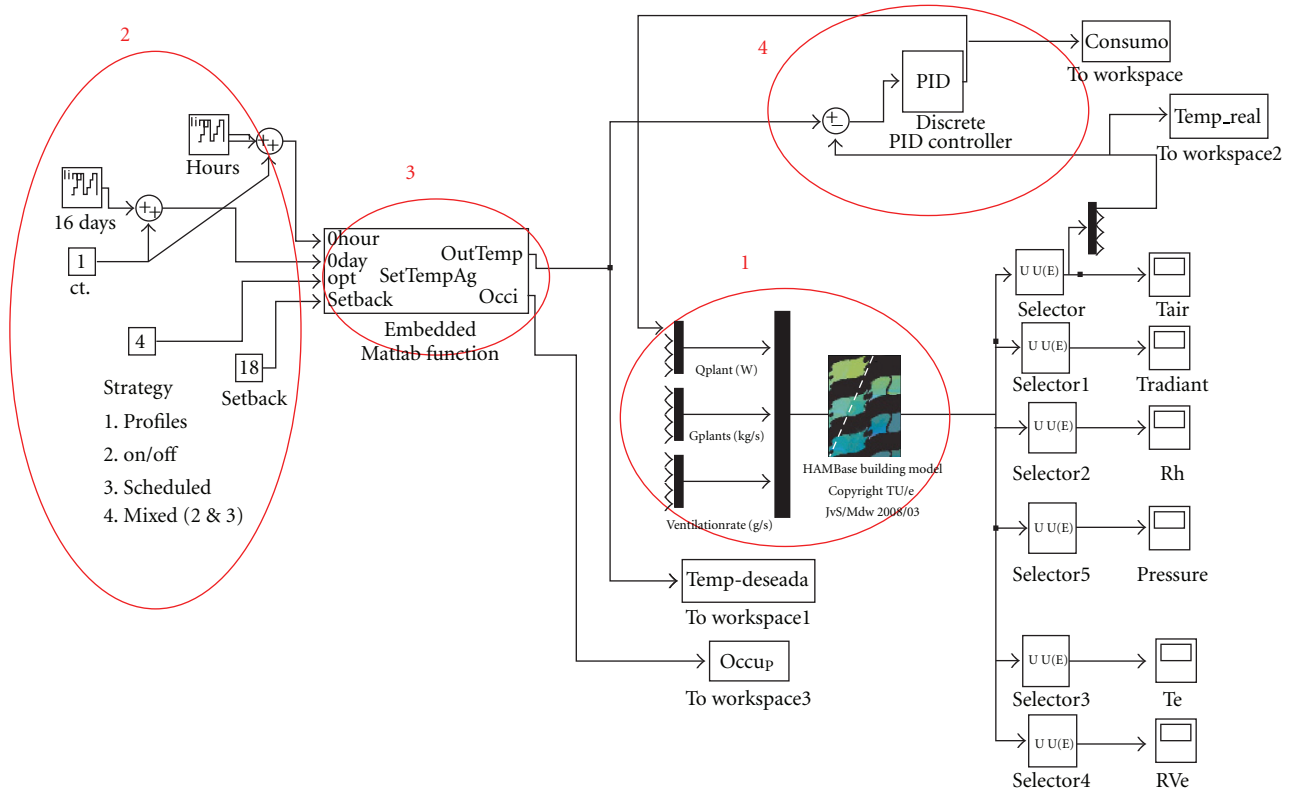 2
Hours
16 days
1
ct.
4
18
Setback
Strategy
1. Profiles
2. on/off
3. Scheduled
4. Mixed (2 & 3)
3
0hour
0day
opt
Setback
SetTempAg
OutTemp
Occi
Embedded
Matlab function
4
PID
Discrete
PID controller
Consumo
To workspace
Temp_real
To workspace2
1
Qplant (W)
Gplants (kg/s)
Ventilationrate (g/s)
HAMBase building model
Copyright TU/e
JvS/Mdw 2008/03
Temp-deseada
To workspace1
Occup
To workspace3
U U(E)
Selector
Tair
U U(E)
Selector1
Tradiant
U U(E)
Selector2
Rh
U U(E)
Selector5
Pressure
U U(E)
Selector3
Te
U U(E)
Selector4
RVe